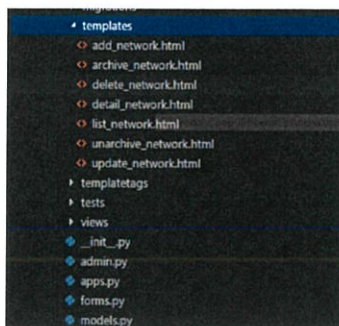 migrations
templates
add_network.html
archive_network.html
delete_network.html
detail_network.html
list_network.html
unarchive_network.html
update_network.html
templatetags
tests
views
__init__.py
admin.py
apps.py
forms.py
models.py